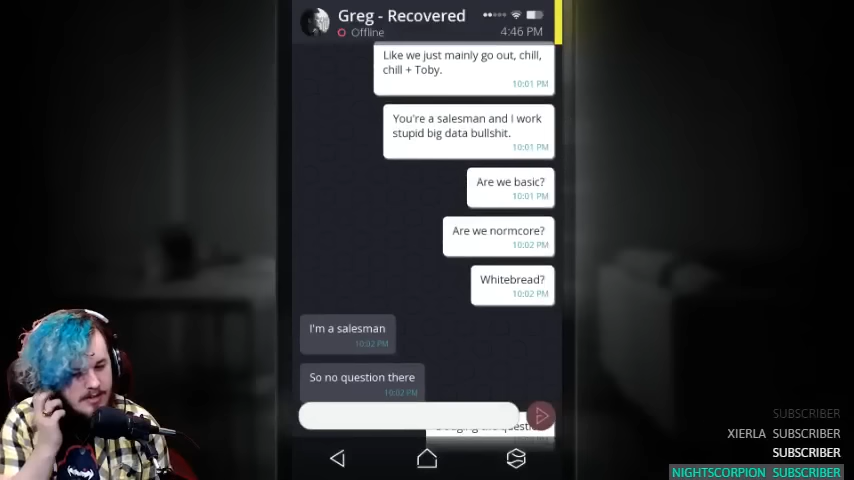 Greg - Recovered
Offline
4:46 PM
Like we just mainly go out, chill,
chill + Toby.
10:01 PM
You're a salesman and I work
stupid big data bullshit.
10:01 PM
Are we basic?
10:01 PM
Are we normcore?
10:02 PM
Whitebread?
10:02 PM
I'm a salesman
10:02 PM
So no question there
10:02 PM
SUBSCRIBER
XIERLA SUBSCRIBER
SUBSCRIBER
NIGHTSCORPION SUBSCRIBER